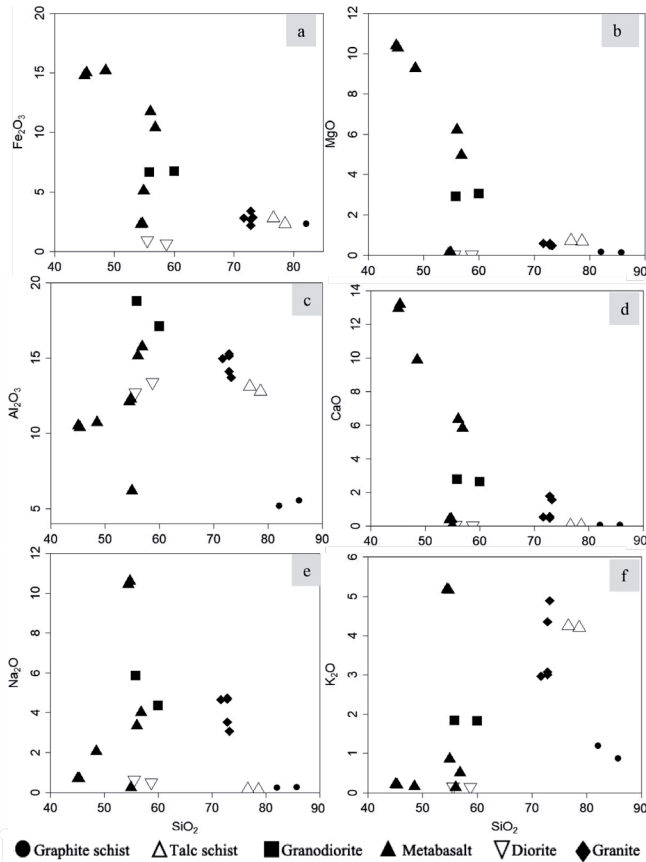 a
Fe₂O₃
0 5 10 15 20
40 50 60 70 80
b
MgO
0 2 4 6 8 10 12
40 50 60 70 80 90
c
Al₂O₃
5 10 15 20
40 50 60 70 80 90
d
CaO
0 2 4 6 8 10 12 14
40 50 60 70 80 90
e
Na₂O
0 2 4 6 8 10 12
40 50 60 70 80 90
SiO₂
f
K₂O
0 1 2 3 4 5 6
40 50 60 70 80 90
SiO₂
Graphite schist Talc schist Granodiorite Metabasalt Diorite Granite